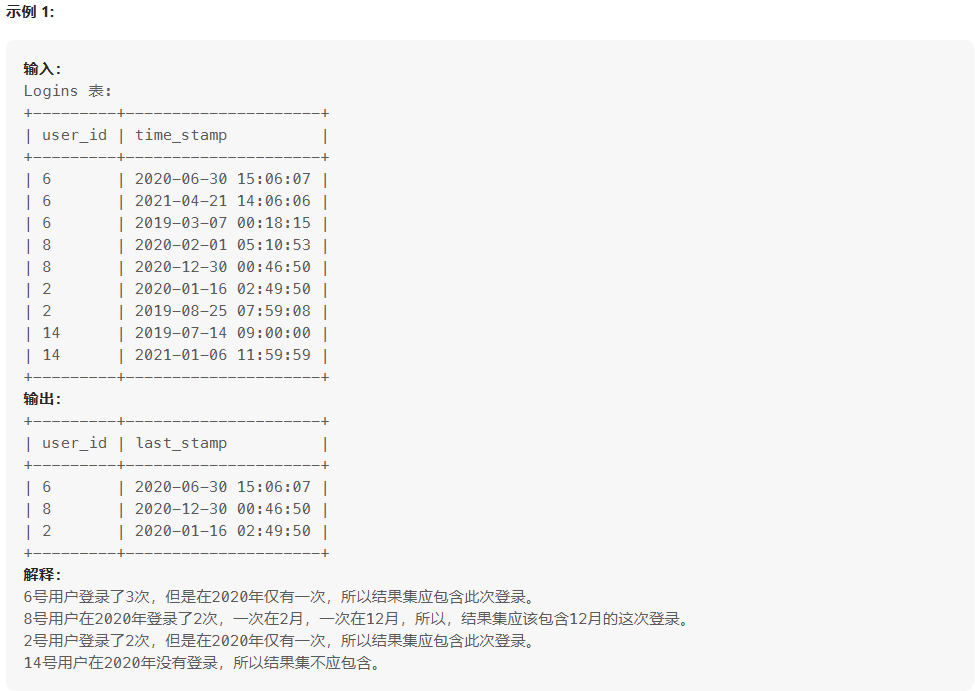 示例 1:
输入:
Logins 表:
+---------+---------------------+
| user_id | time_stamp          |
+---------+---------------------+
| 6       | 2020-06-30 15:06:07 |
| 6       | 2021-04-21 14:06:06 |
| 6       | 2019-03-07 00:18:15 |
| 8       | 2020-02-01 05:10:53 |
| 8       | 2020-12-30 00:46:50 |
| 2       | 2020-01-16 02:49:50 |
| 2       | 2019-08-25 07:59:08 |
| 14      | 2019-07-14 09:00:00 |
| 14      | 2021-01-06 11:59:59 |
+---------+---------------------+
输出:
+---------+---------------------+
| user_id | last_stamp          |
+---------+---------------------+
| 6       | 2020-06-30 15:06:07 |
| 8       | 2020-12-30 00:46:50 |
| 2       | 2020-01-16 02:49:50 |
+---------+---------------------+
解释:
6号用户登录了3次，但是在2020年仅有一次，所以结果集应包含此次登录。
8号用户在2020年登录了2次，一次在2月，一次在12月，所以，结果集应该包含12月的这次登录。
2号用户登录了2次，但是在2020年仅有一次，所以结果集应包含此次登录。
14号用户在2020年没有登录，所以结果集不应包含。